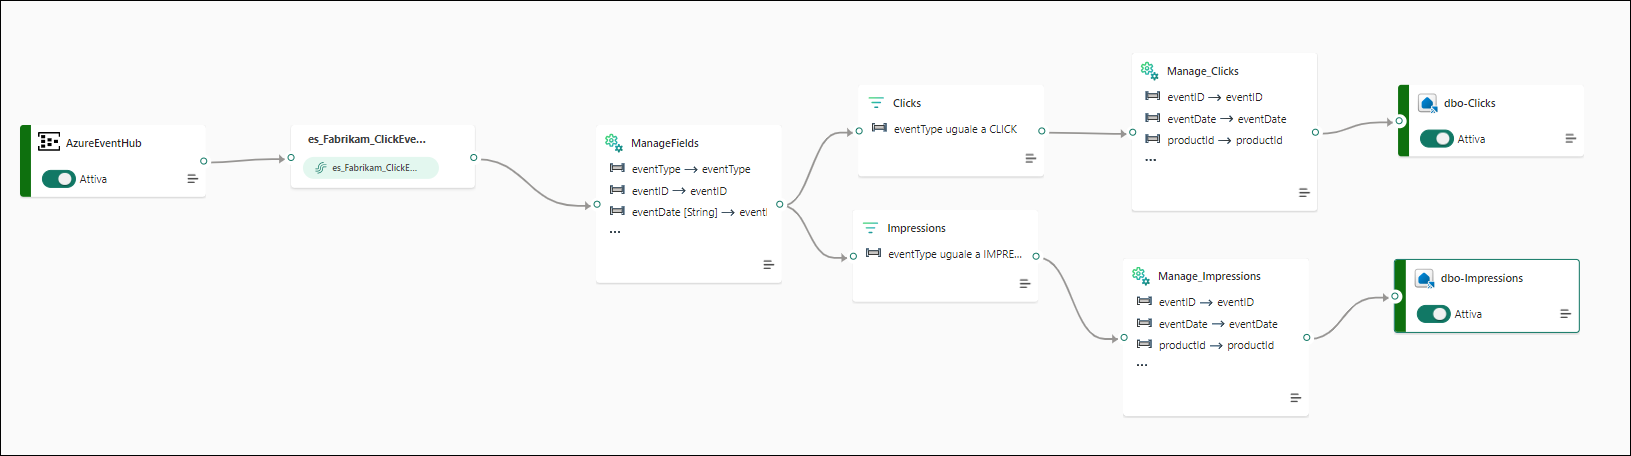 AzureEventHub
Attiva
es_Fabrikam_ClickEve...
es_Fabrikam_ClickE...
ManageFields
eventType → eventType
eventID → eventID
eventDate [String] → eventI
...
Clicks
eventType uguale a CLICK
Impressions
eventType uguale a IMPRE...
Manage_Clicks
eventID → eventID
eventDate → eventDate
productId → productId
...
Manage_Impressions
eventID → eventID
eventDate → eventDate
productId → productId
...
dbo-Clicks
Attiva
dbo-Impressions
Attiva